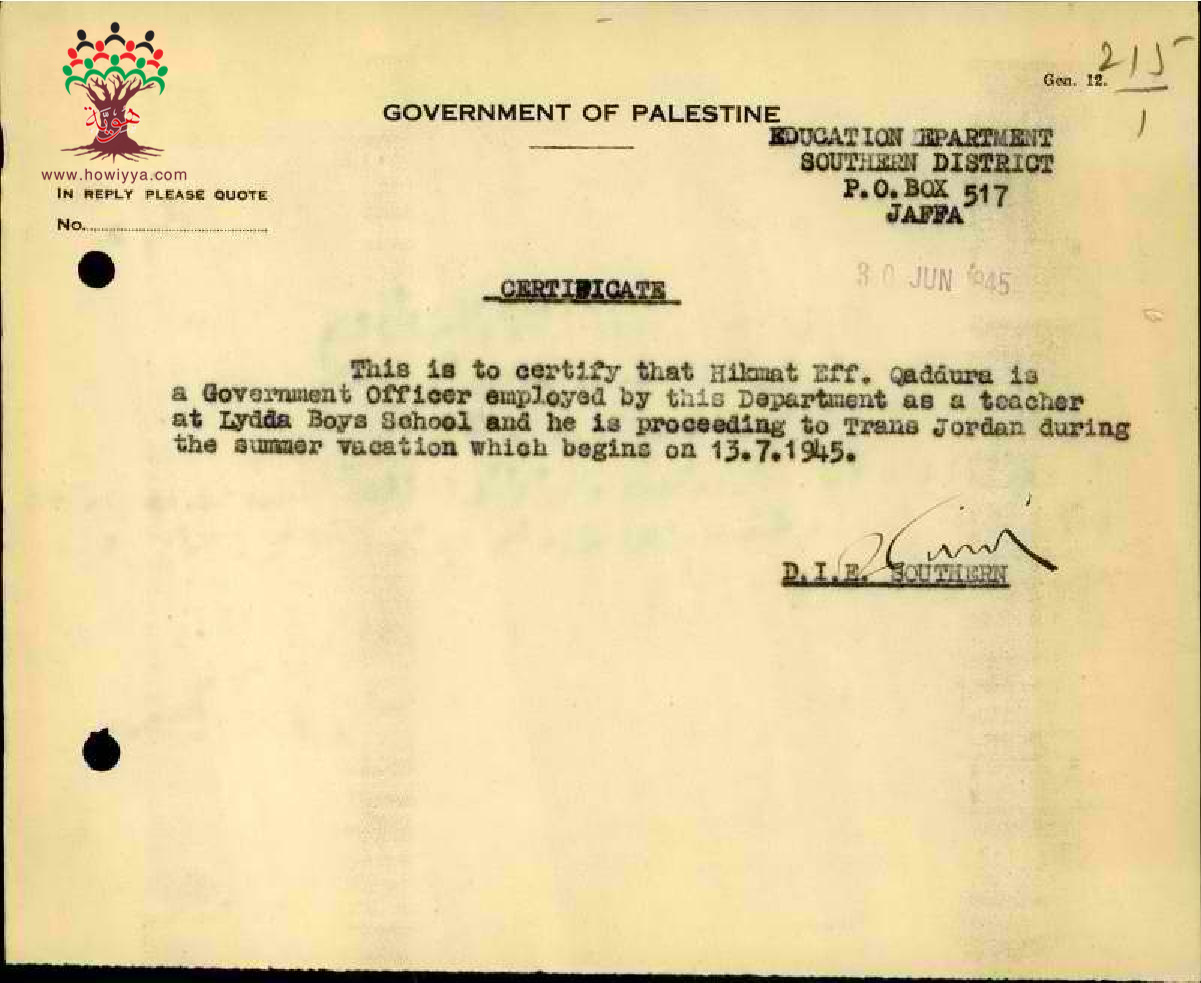 215
Gen. 12.
1
GOVERNMENT OF PALESTINE
EDUCATION DEPARTMENT
SOUTHERN DISTRICT
P.O.BOX 517
JAFFA
هويّة
www.howiyya.com
IN REPLY PLEASE QUOTE
No.
30 JUN 1945
CERTIFICATE
This is to certify that Hikmat Eff. Qaddura is
a Government Officer employed by this Department as a teacher
at Lydda Boys School and he is proceeding to Trans Jordan during
the summer vacation which begins on 13.7.1945.
D.I.E. SOUTHERN